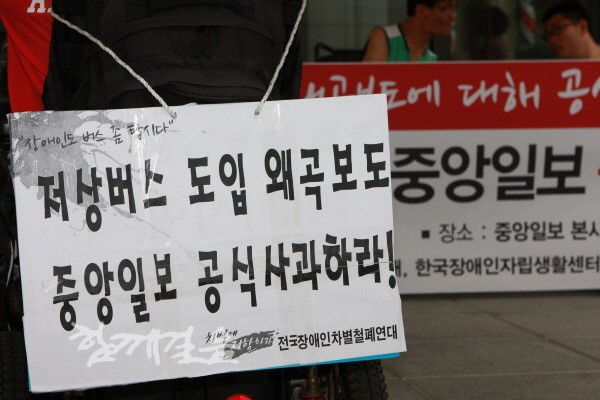 "장애인도 버스 좀 탑시다"
저상버스 도입 왜곡보도
중앙일보 공식사과하라!
함께걸음
차별에 저항하라
전국장애인차별철폐연대
보도에 대해 공식
중앙일보
■ 장소 : 중앙일보 본사
한국장애인자립생활센터